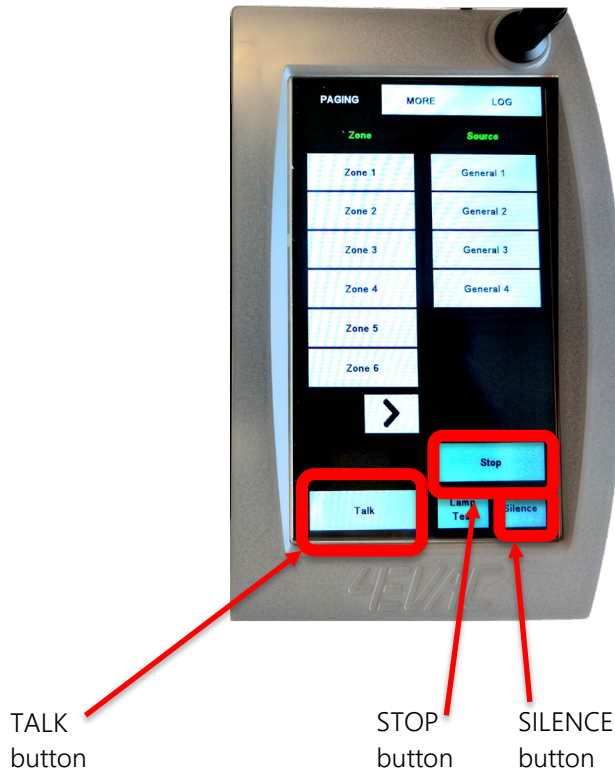 PAGING MORE LOG
Zone Source
Zone 1 General 1
Zone 2 General 2
Zone 3 General 3
Zone 4 General 4
Zone 5
Zone 6
Stop
Talk Lamp Silence
Test
4EVAC
TALK STOP SILENCE
button button button